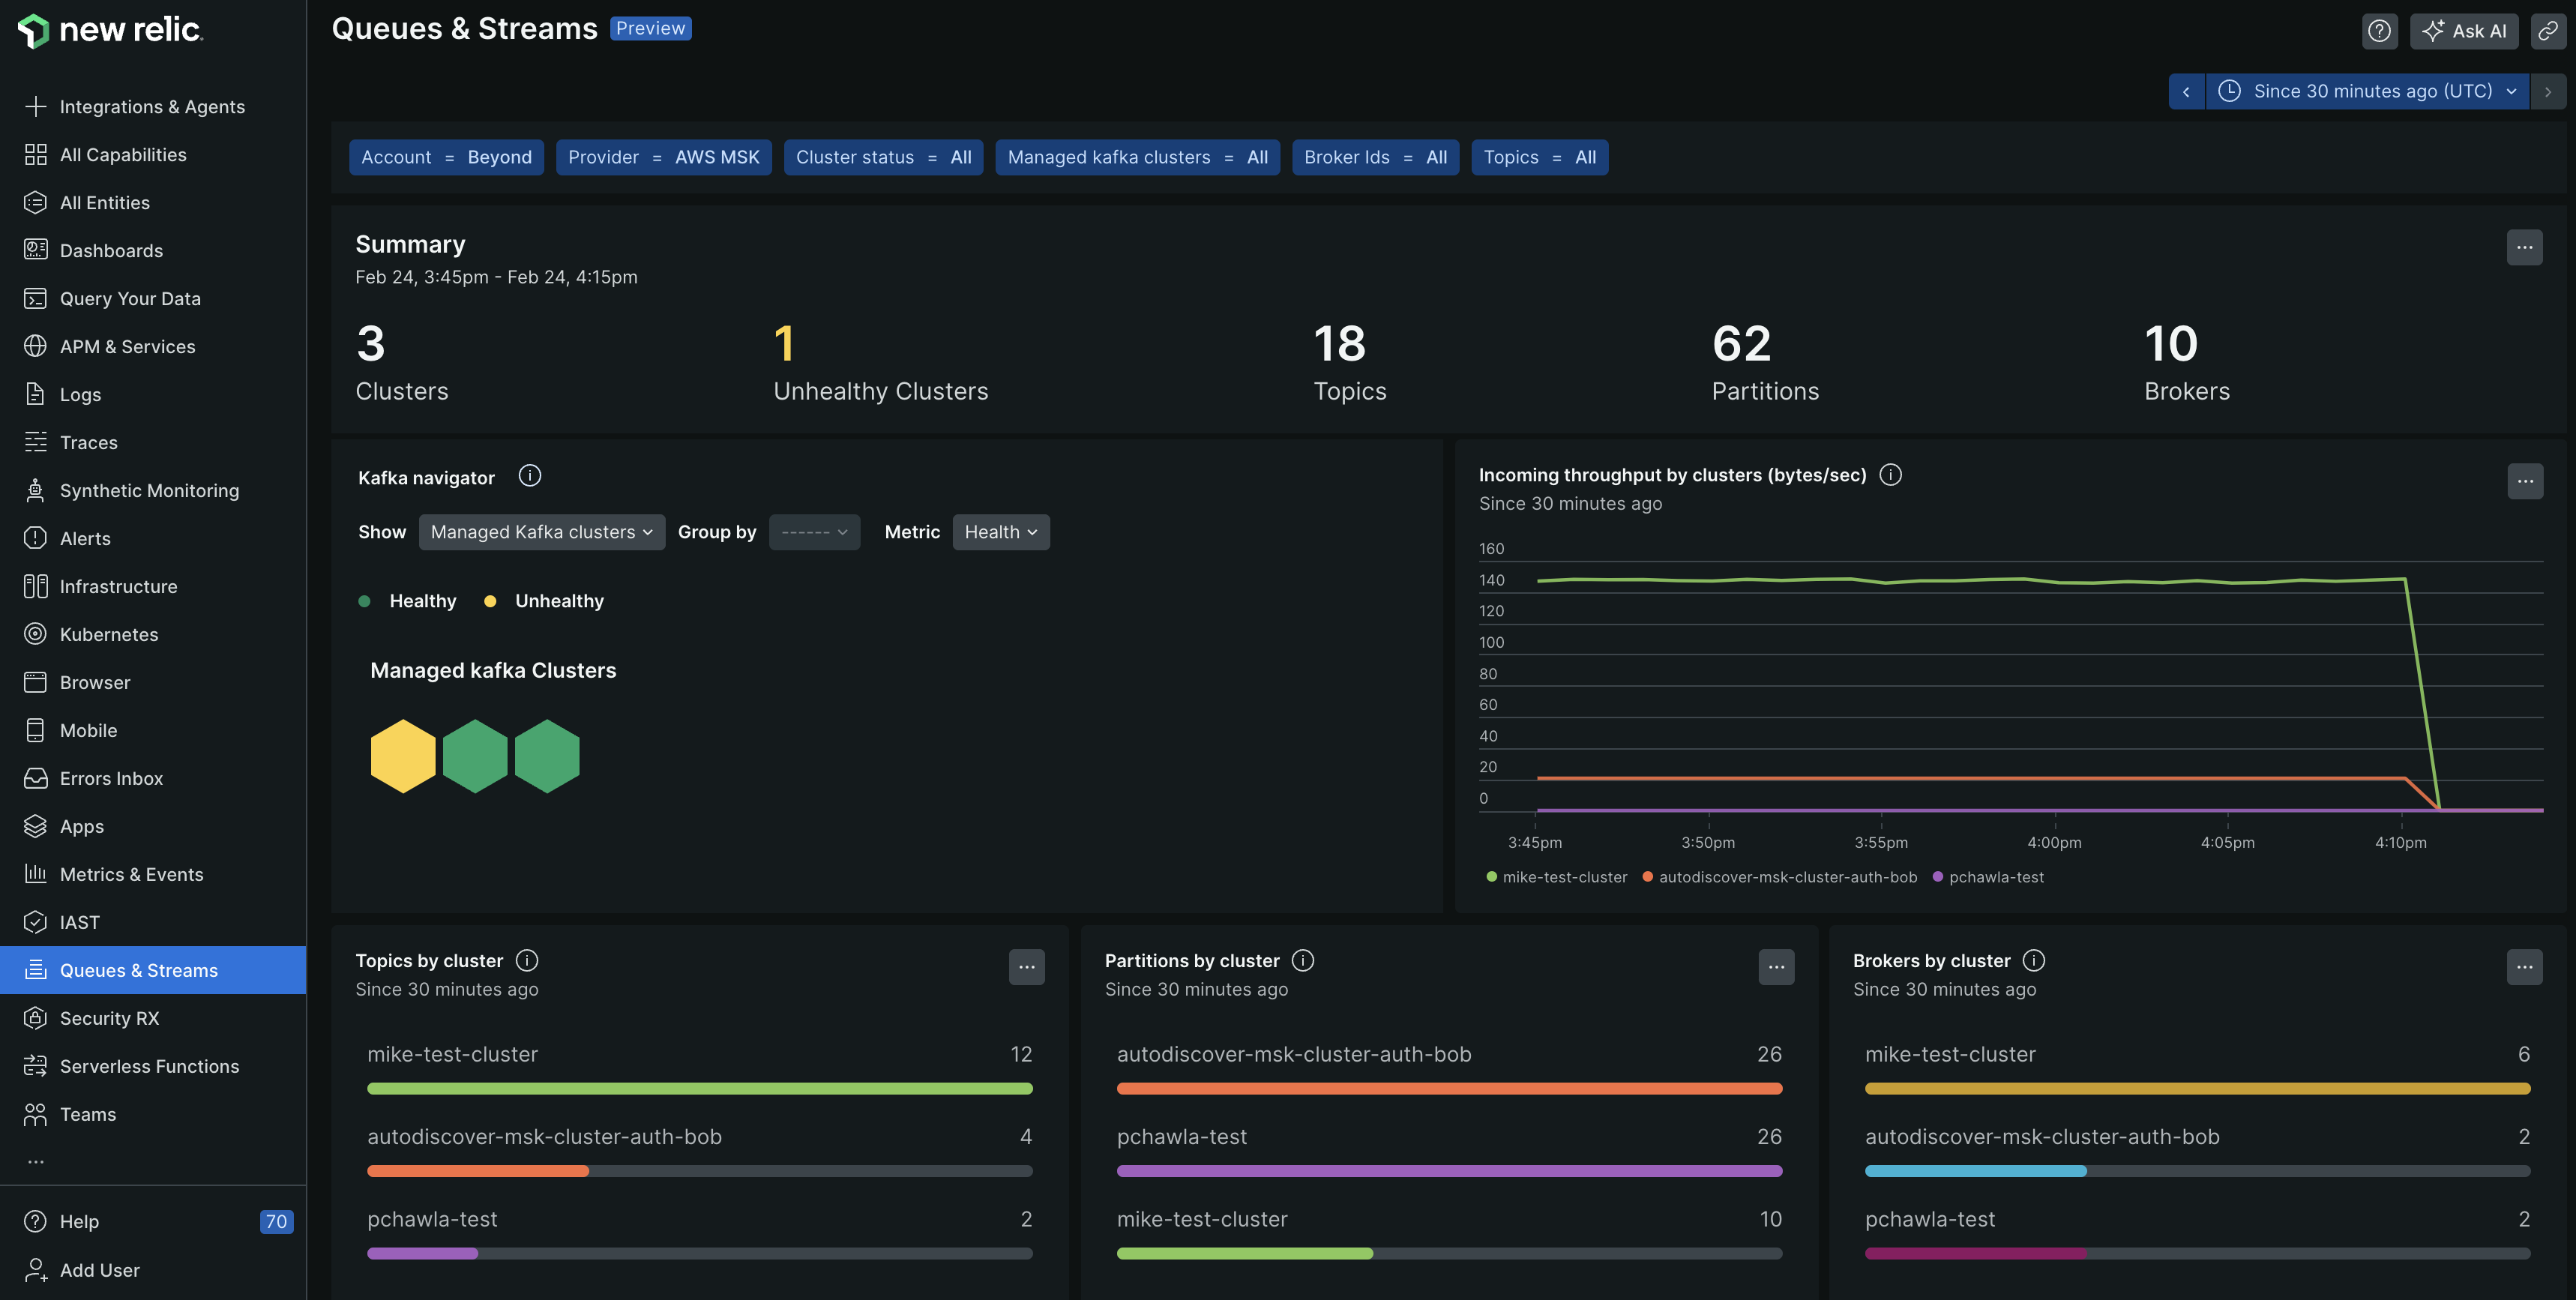 new relic.
Integrations & Agents
All Capabilities
All Entities
Dashboards
Query Your Data
APM & Services
Logs
Traces
Synthetic Monitoring
Alerts
Infrastructure
Kubernetes
Browser
Mobile
Errors Inbox
Apps
Metrics & Events
IAST
Queues & Streams
Security RX
Serverless Functions
Teams
...
Help 70
Add User
Queues & Streams Preview
Ask AI
Since 30 minutes ago (UTC)
Account = Beyond Provider = AWS MSK Cluster status = All Managed kafka clusters = All Broker Ids = All Topics = All
Summary
Feb 24, 3:45pm - Feb 24, 4:15pm
3 1 18 62 10
Clusters Unhealthy Clusters Topics Partitions Brokers
Kafka navigator
Show Managed Kafka clusters Group by ------ Metric Health
Healthy Unhealthy
Managed kafka Clusters
Incoming throughput by clusters (bytes/sec)
Since 30 minutes ago
160
140
120
100
80
60
40
20
0
3:45pm 3:50pm 3:55pm 4:00pm 4:05pm 4:10pm
mike-test-cluster autodiscover-msk-cluster-auth-bob pchawla-test
Topics by cluster
Since 30 minutes ago
mike-test-cluster 12
autodiscover-msk-cluster-auth-bob 4
pchawla-test 2
Partitions by cluster
Since 30 minutes ago
autodiscover-msk-cluster-auth-bob 26
pchawla-test 26
mike-test-cluster 10
Brokers by cluster
Since 30 minutes ago
mike-test-cluster 6
autodiscover-msk-cluster-auth-bob 2
pchawla-test 2